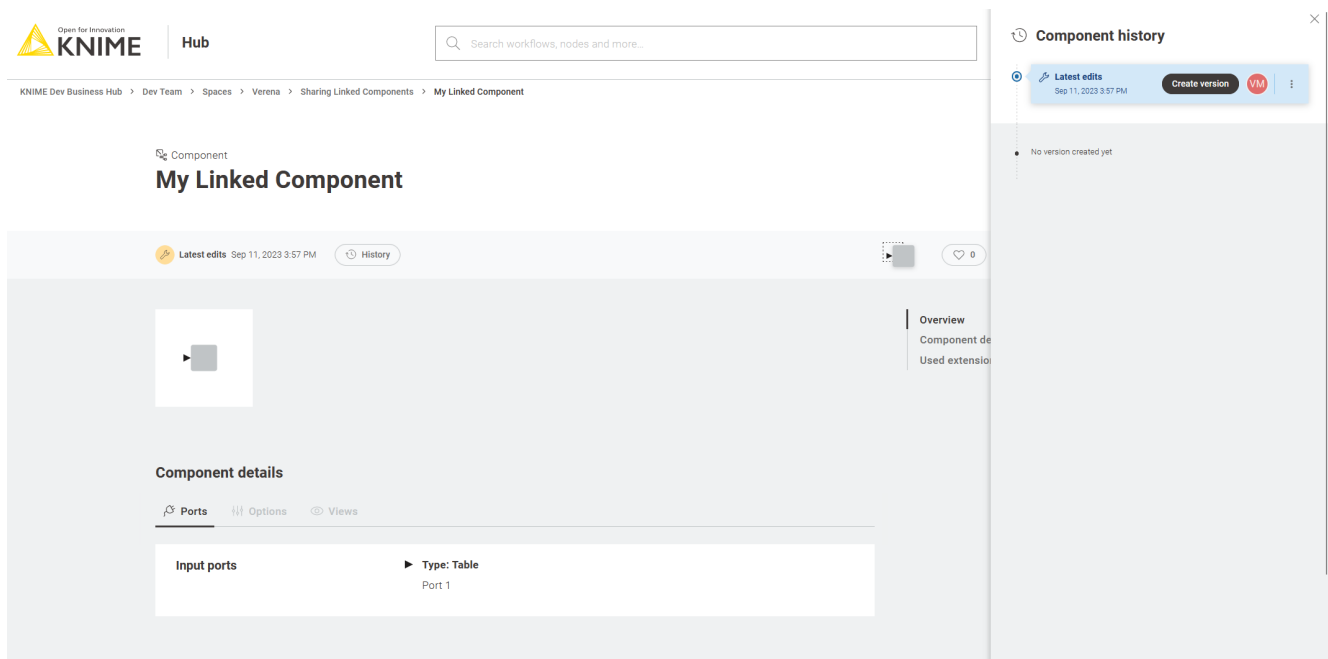 Open for Innovation
KNIME
Hub
Search workflows, nodes and more...
KNIME Dev Business Hub > Dev Team > Spaces > Verena > Sharing Linked Components > My Linked Component
Component
My Linked Component
Latest edits Sep 11, 2023 3:57 PM History
0
Overview
Component de
Used extension
Component details
Ports Options Views
Input ports
Type: Table
Port 1
Component history
Latest edits
Sep 11, 2023 3:57 PM
Create version
VM
No version created yet